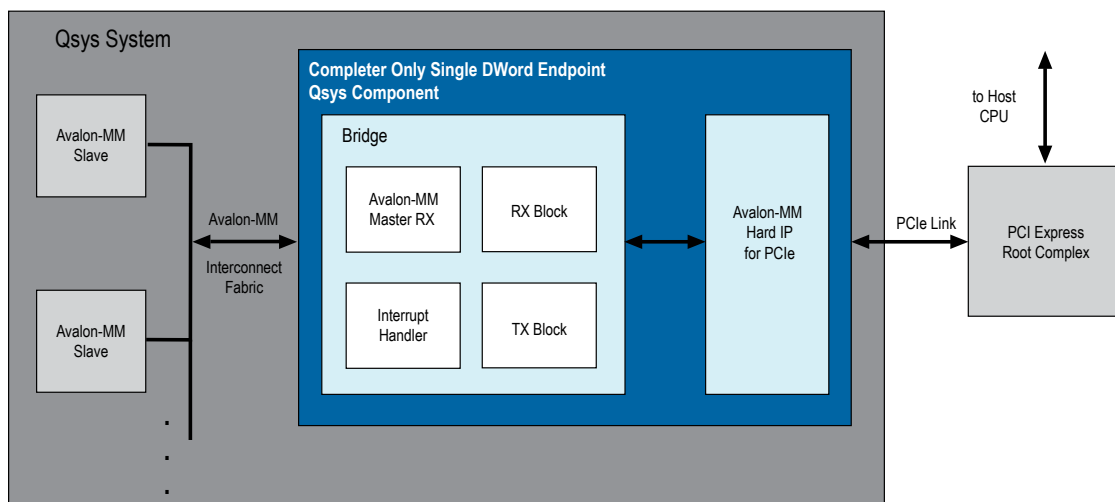 Qsys System
Completer Only Single DWord Endpoint
Qsys Component
Bridge
Avalon-MM
Slave
Avalon-MM
Slave
.
.
.
Avalon-MM
Interconnect
Fabric
Avalon-MM
Master RX
RX Block
Interrupt
Handler
TX Block
Avalon-MM
Hard IP
for PCIe
PCIe Link
to Host
CPU
PCI Express
Root Complex